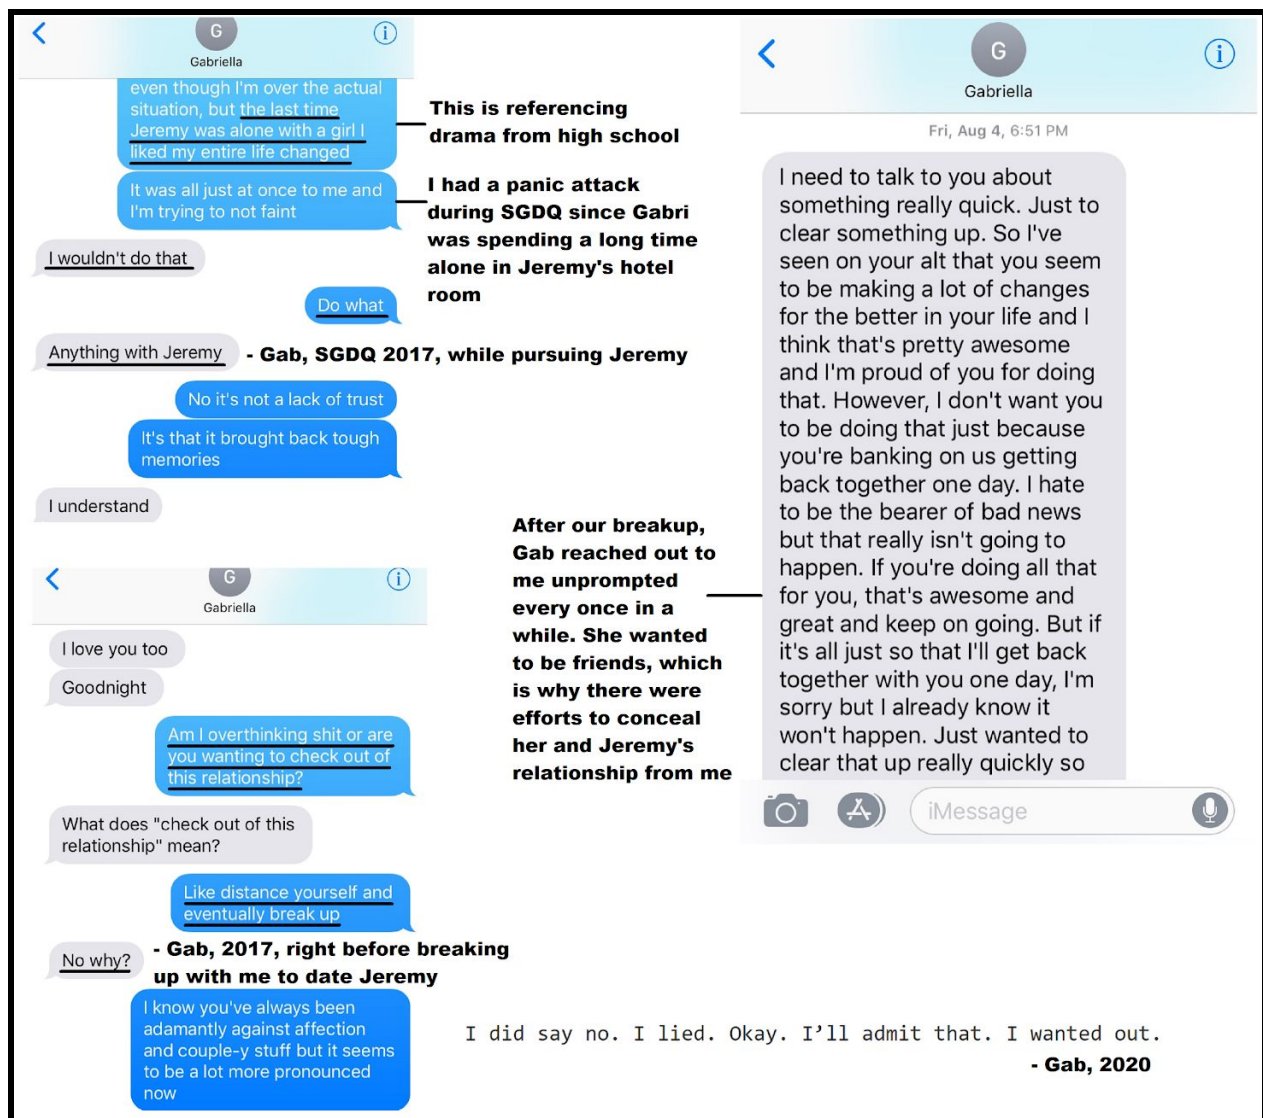 G
Gabriella
even though I'm over the actual
situation, but the last time
Jeremy was alone with a girl I
liked my entire life changed
This is referencing
drama from high school
It was all just at once to me and
I'm trying to not faint
I had a panic attack
during SGDQ since Gabri
was spending a long time
alone in Jeremy's hotel
room
I wouldn't do that
Do what
Anything with Jeremy
- Gab, SGDQ 2017, while pursuing Jeremy
No it's not a lack of trust
It's that it brought back tough
memories
I understand
G
Gabriella
I love you too
Goodnight
Am I overthinking shit or are
you wanting to check out of
this relationship?
What does "check out of this
relationship" mean?
Like distance yourself and
eventually break up
No why?
- Gab, 2017, right before breaking
up with me to date Jeremy
I know you've always been
adamantly against affection
and couple-y stuff but it seems
to be a lot more pronounced
now
G
Gabriella
Fri, Aug 4, 6:51 PM
I need to talk to you about
something really quick. Just to
clear something up. So I've
seen on your alt that you seem
to be making a lot of changes
for the better in your life and I
think that's pretty awesome
and I'm proud of you for doing
that. However, I don't want you
to be doing that just because
you're banking on us getting
back together one day. I hate
to be the bearer of bad news
but that really isn't going to
happen. If you're doing all that
for you, that's awesome and
great and keep on going. But if
it's all just so that I'll get back
together with you one day, I'm
sorry but I already know it
won't happen. Just wanted to
clear that up really quickly so
iMessage
After our breakup,
Gab reached out to
me unprompted
every once in a
while. She wanted
to be friends, which
is why there were
efforts to conceal
her and Jeremy's
relationship from me
I did say no. I lied. Okay. I’ll admit that. I wanted out.
- Gab, 2020